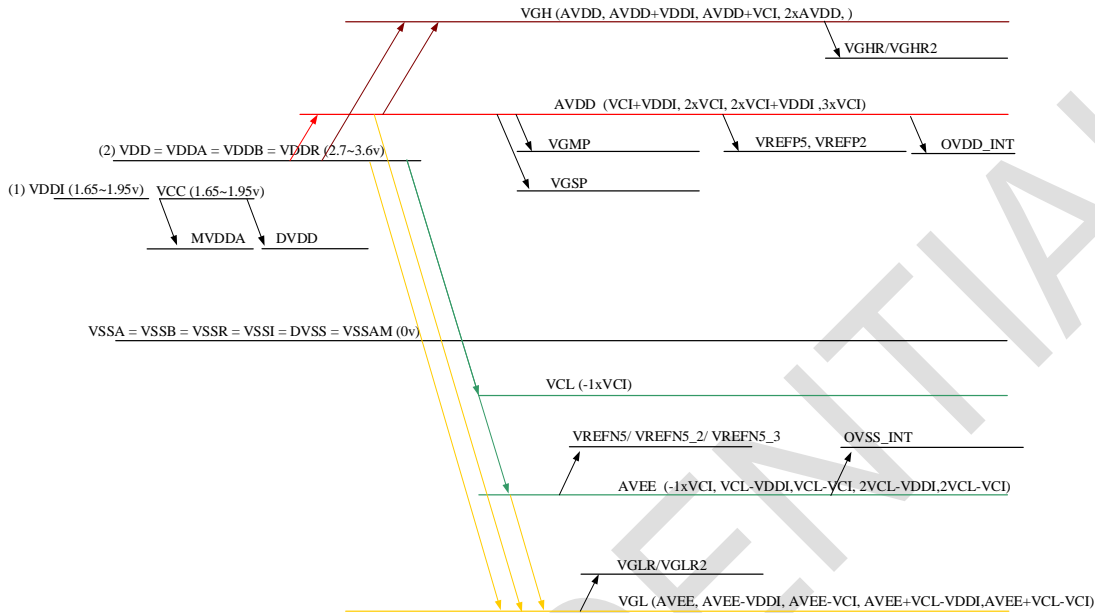 VGH (AVDD, AVDD+VDDI, AVDD+VCI, 2xAVDD, )
VGHR/VGHR2
AVDD (VCI+VDDI, 2xVCI, 2xVCI+VDDI ,3xVCI)
VGMP
VREFP5, VREFP2
OVDD_INT
(2) VDD = VDDA = VDDB = VDDR (2.7~3.6v)
VGSP
(1) VDDI (1.65~1.95v)
VCC (1.65~1.95v)
MVDDA
DVDD
VSSA = VSSB = VSSR = VSSI = DVSS = VSSAM (0v)
VCL (-1xVCI)
VREFN5/ VREFN5_2/ VREFN5_3
OVSS_INT
AVEE (-1xVCI, VCL-VDDI,VCL-VCI, 2VCL-VDDI,2VCL-VCI)
VGLR/VGLR2
VGL (AVEE, AVEE-VDDI, AVEE-VCI, AVEE+VCL-VDDI,AVEE+VCL-VCI)
ENTIA